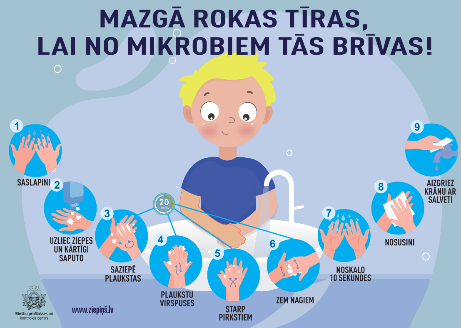 MAZGĀ ROKAS TĪRAS,
LAI NO MIKROBIEM TĀS BRĪVAS!
1
SASLAPINI
2
UZLIEC ZIEPES
UN KĀRTĪGI
SAPUTO
3
SAZIEPĒ
PLAUKSTAS
20
4
PLAUKSTU
VIRSPUSES
5
STARP
PIRKSTIEM
6
ZEM NAGIEM
7
NOSKALO
10 SEKUNDES
8
NOSUSINI
9
AIZGRIEZ
KRĀNU AR
SALVETI
www.ziepipa.lv